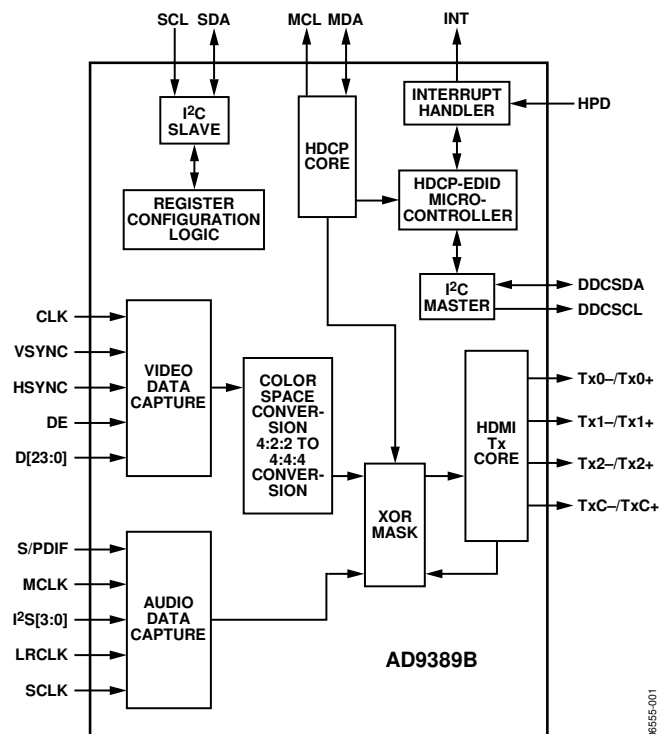 SCL SDA MCL MDA INT
I²C
SLAVE
REGISTER
CONFIGURATION
LOGIC
HDCP
CORE
INTERRUPT
HANDLER
HPD
HDCP-EDID
MICRO-
CONTROLLER
I²C
MASTER
DDCSDA
DDCSCL
CLK
VSYNC
HSYNC
DE
D[23:0]
VIDEO
DATA
CAPTURE
COLOR
SPACE
CONVER-
SION
4:2:2 TO
4:4:4
CONVER-
SION
XOR
MASK
HDMI
Tx
CORE
Tx0–/Tx0+
Tx1–/Tx1+
Tx2–/Tx2+
TxC–/TxC+
S/PDIF
MCLK
I²S[3:0]
LRCLK
SCLK
AUDIO
DATA
CAPTURE
AD9389B